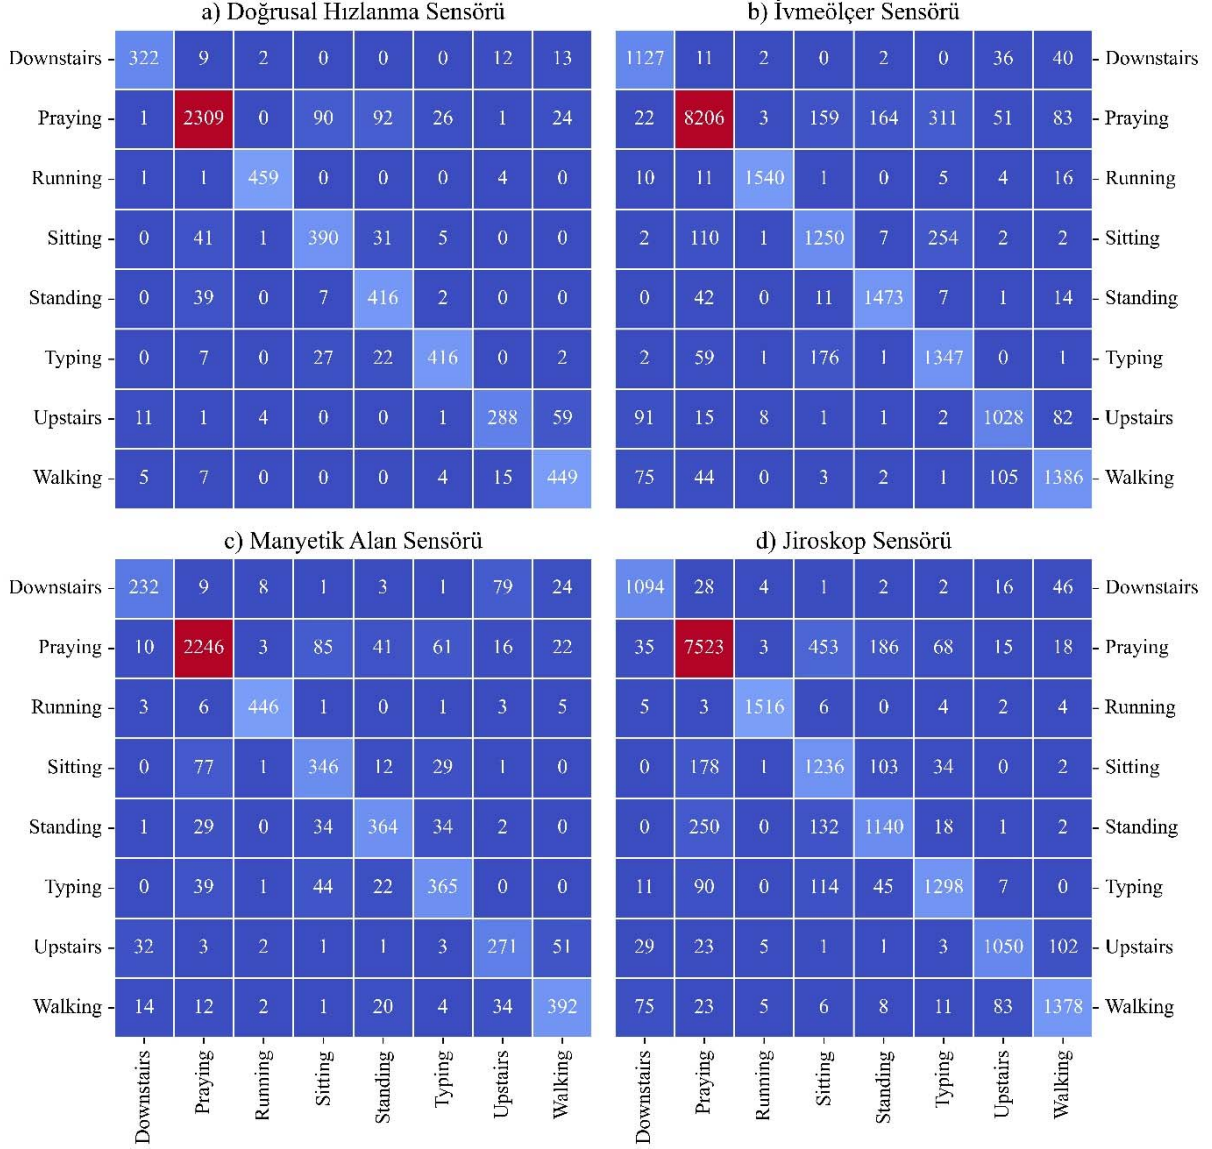 a) Doğrusal Hızlanma Sensörü
b) İvmeölçer Sensörü
Downstairs 322 9 2 0 0 0 12 13
1127 11 2 0 2 0 36 40 Downstairs
Praying 1 2309 0 90 92 26 1 24
22 8206 3 159 164 311 51 83 Praying
Running 1 1 459 0 0 0 4 0
10 11 1540 1 0 5 4 16 Running
Sitting 0 41 1 390 31 5 0 0
2 110 1 1250 7 254 2 2 Sitting
Standing 0 39 0 7 416 2 0 0
0 42 0 11 1473 7 1 14 Standing
Typing 0 7 0 27 22 416 0 2
2 59 1 176 1 1347 0 1 Typing
Upstairs 11 1 4 0 0 1 288 59
91 15 8 1 1 2 1028 82 Upstairs
Walking 5 7 0 0 0 4 15 449
75 44 0 3 2 1 105 1386 Walking
c) Manyetik Alan Sensörü
d) Jiroskop Sensörü
Downstairs 232 9 8 1 3 1 79 24
1094 28 4 1 2 2 16 46 Downstairs
Praying 10 2246 3 85 41 61 16 22
35 7523 3 453 186 68 15 18 Praying
Running 3 6 446 1 0 1 3 5
5 3 1516 6 0 4 2 4 Running
Sitting 0 77 1 346 12 29 1 0
0 178 1 1236 103 34 0 2 Sitting
Standing 1 29 0 34 364 34 2 0
0 250 0 132 1140 18 1 2 Standing
Typing 0 39 1 44 22 365 0 0
11 90 0 114 45 1298 7 0 Typing
Upstairs 32 3 2 1 1 3 271 51
29 23 5 1 1 3 1050 102 Upstairs
Walking 14 12 2 1 20 4 34 392
75 23 5 6 8 11 83 1378 Walking
Downstairs Praying Running Sitting Standing Typing Upstairs Walking
Downstairs Praying Running Sitting Standing Typing Upstairs Walking